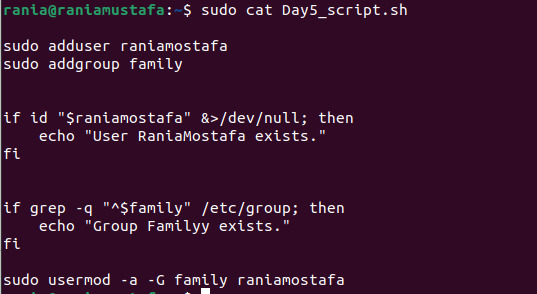 rania@raniamustafa:~$ sudo cat Day5_script.sh
sudo adduser raniamostafa
sudo addgroup family
if id "$raniamostafa" &>/dev/null; then
    echo "User RaniaMostafa exists."
fi
if grep -q "^$family" /etc/group; then
    echo "Group Familyy exists."
fi
sudo usermod -a -G family raniamostafa